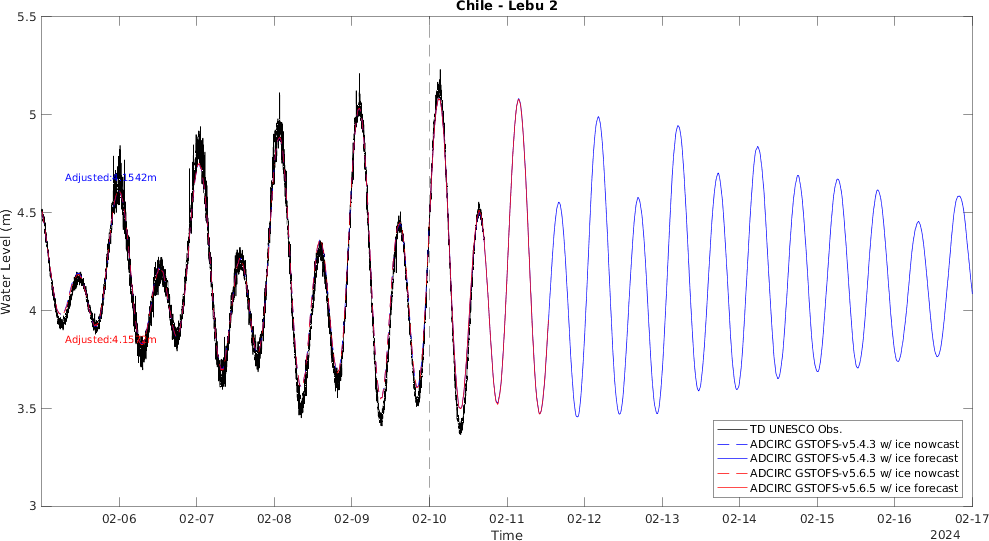 Chile - Lebu 2
5.5
5
4.5
4
3.5
3
Water Level (m)
Adjusted:4.1542m
02-06
02-07
02-08
02-09
02-10
02-11
02-12
02-13
02-14
02-15
02-16
02-17
2024
Time
TD UNESCO Obs.
ADCIRC GSTOFS-v5.4.3 w/ ice nowcast
ADCIRC GSTOFS-v5.4.3 w/ ice forecast
ADCIRC GSTOFS-v5.6.5 w/ ice nowcast
ADCIRC GSTOFS-v5.6.5 w/ ice forecast